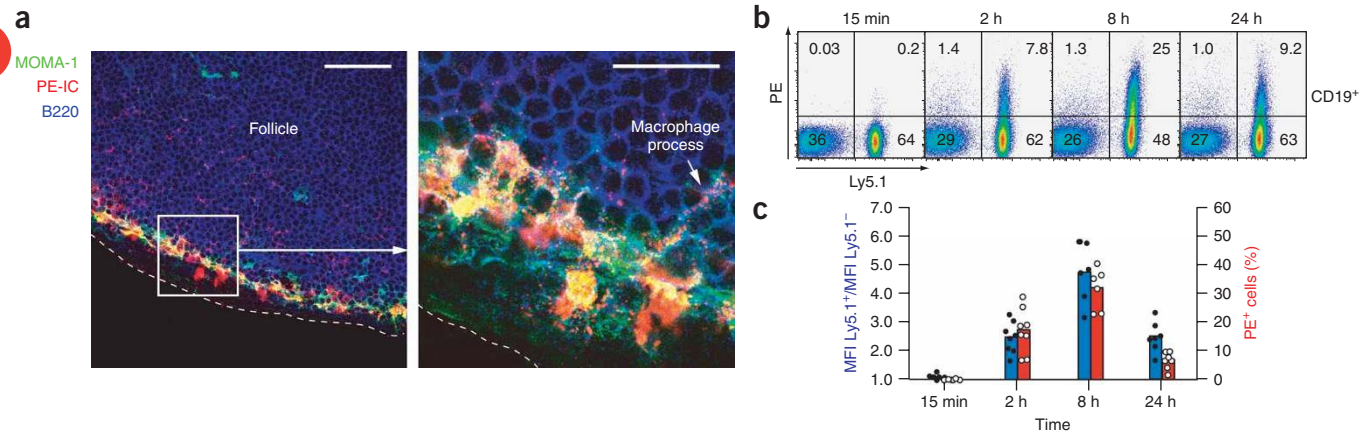 a
MOMA-1
PE-IC
B220
Follicle
Macrophage
process
b
15 min 2 h 8 h 24 h
0.03 0.2 1.4 7.8 1.3 25 1.0 9.2
PE
CD19+
36 64 29 62 26 48 27 63
Ly5.1
c
7.0 60
6.0 50
5.0 40
4.0 30
3.0 20
2.0 10
1.0 0
MFI Ly5.1+/MFI Ly5.1−
PE+ cells (%)
15 min 2 h 8 h 24 h
Time